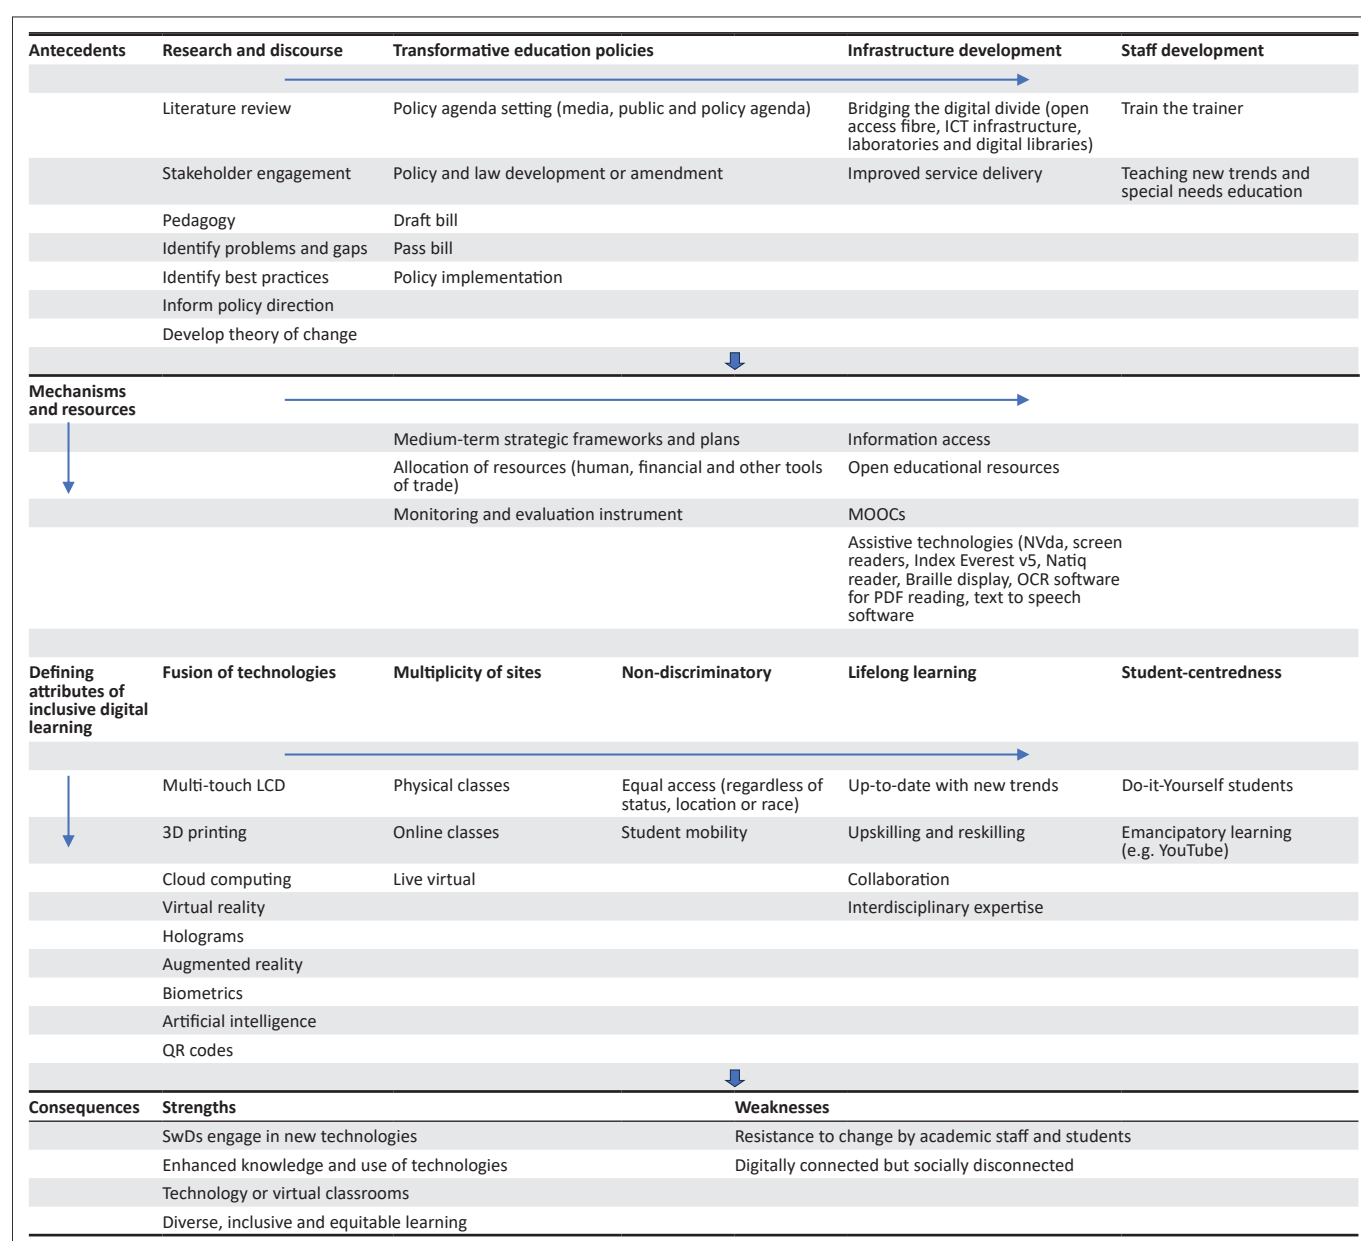 Antecedents Research and discourse Transformative education policies Infrastructure development Staff development
Literature review Policy agenda setting (media, public and policy agenda) Bridging the digital divide (open Train the trainer
access fibre, ICT infrastructure,
laboratories and digital libraries)
Stakeholder engagement Policy and law development or amendment Improved service delivery Teaching new trends and
special needs education
Pedagogy Draft bill
Identify problems and gaps Pass bill
Identify best practices Policy implementation
Inform policy direction
Develop theory of change
Mechanisms
and resources
Medium-term strategic frameworks and plans Information access
Allocation of resources (human, financial and other tools Open educational resources
of trade)
Monitoring and evaluation instrument MOOCs
Assistive technologies (NVda, screen
readers, Index Everest v5, Natiq
reader, Braille display, OCR software
for PDF reading, text to speech
software
Defining Fusion of technologies Multiplicity of sites Non-discriminatory Lifelong learning Student-centredness
attributes of
inclusive digital
learning
Multi-touch LCD Physical classes Equal access (regardless of Up-to-date with new trends Do-it-Yourself students
status, location or race)
3D printing Online classes Student mobility Upskilling and reskilling Emancipatory learning
(e.g. YouTube)
Cloud computing Live virtual Collaboration
Virtual reality Interdisciplinary expertise
Holograms
Augmented reality
Biometrics
Artificial intelligence
QR codes
Consequences Strengths Weaknesses
SwDs engage in new technologies Resistance to change by academic staff and students
Enhanced knowledge and use of technologies Digitally connected but socially disconnected
Technology or virtual classrooms
Diverse, inclusive and equitable learning